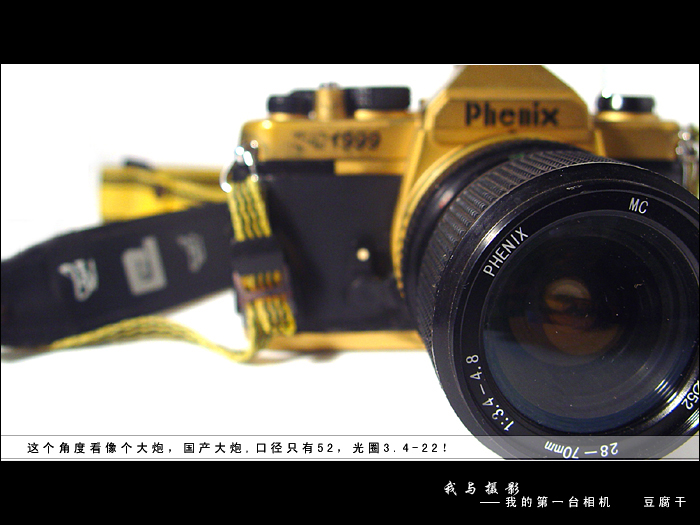 Phenix
1999
MC
PHENIX
1:3.4-4.8
28-70mm
这个角度看像个大炮，国产大炮，口径只有52，光圈3.4-22！
我与摄影
——我的第一台相机 豆腐干